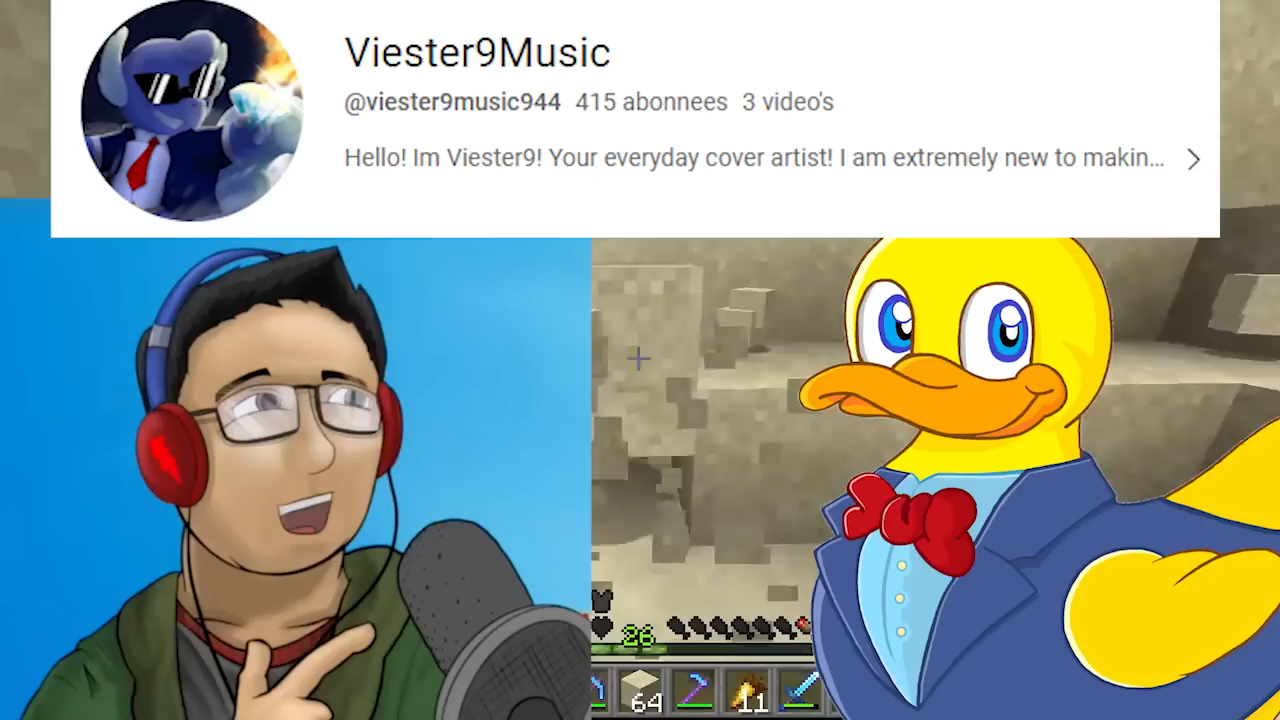 Viester9Music
@viester9music944 415 abonnees 3 video's
Hello! Im Viester9! Your everyday cover artist! I am extremely new to makin...
26
64 11